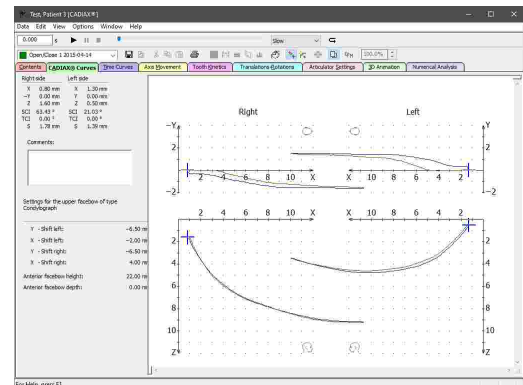 Test, Patient 3 [CADIAX®]
Data Edit View Options Window Help
0.000 s Slow
Open/Close 1 2015-04-14 100.0%
Contents CADIAX® Curves Time Curves Axis Movement Tooth Kinetics Translations-Rotations Articulator Settings 3D Animation Numerical Analysis
Right side Left side
X 0.80 mm X 1.30 mm
-Y 0.00 mm Y 0.00 mm
Z 1.60 mm Z 0.50 mm
SCI 63.43 ° SCI 21.03 °
TCI 0.00 ° TCI 0.00 °
S 1.78 mm S 1.39 mm
Comments:
Settings for the upper facebow of type
Condylograph
Y - Shift left: -6.50 m
X - Shift left: -2.00 m
Y - Shift right: -6.50 m
X - Shift right: 4.00 m
Anterior facebow height: 22.00 m
Anterior facebow depth: 0.00 m
Right Left
-Y Y
2 2
2 4 6 8 10 X X 10 8 6 4 2
-2 -2
2 4 6 8 10 X X 10 8 6 4 2
2 2
4 4
6 6
8 8
10 10
Z Z
For Help, press F1